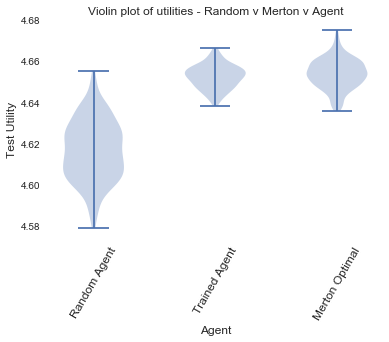 Violin plot of utilities - Random v Merton v Agent
4.68
4.66
4.64
4.62
4.60
4.58
Test Utility
Random Agent
Trained Agent
Merton Optimal
Agent